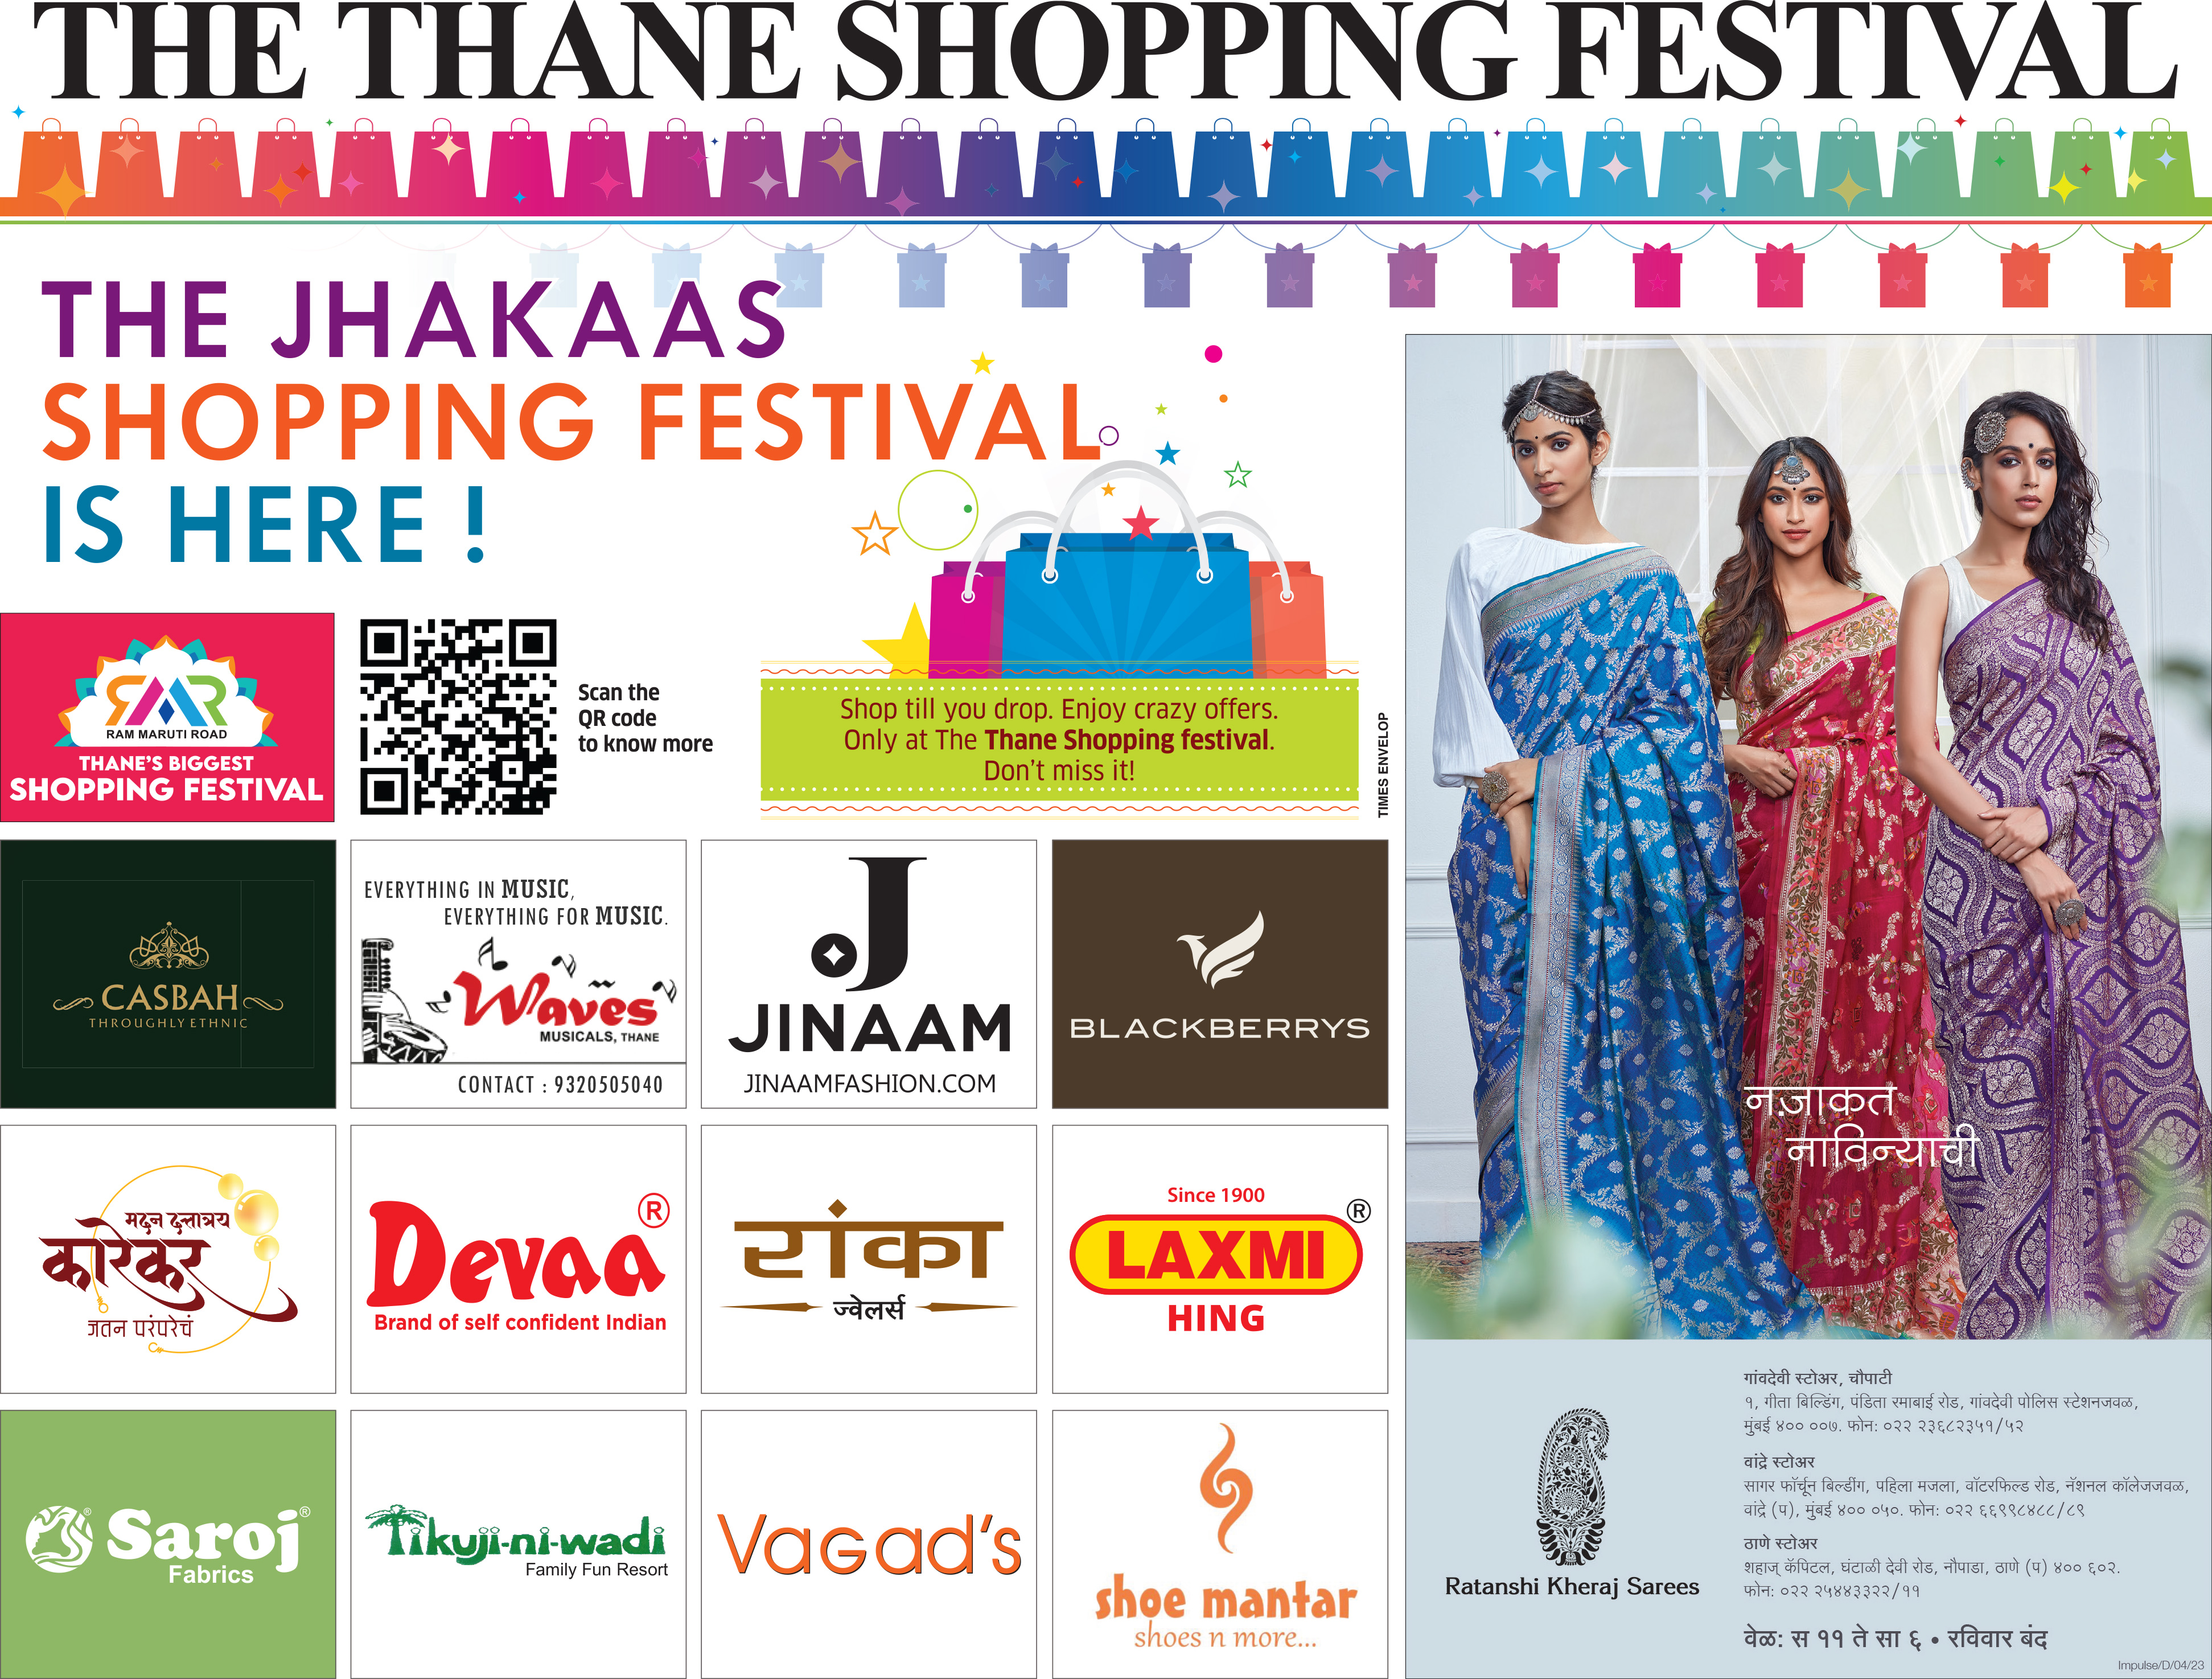 THE THANE SHOPPING FESTIVAL
THE JHAKAAS
SHOPPING FESTIVAL
IS HERE !
RAM MARUTI ROAD
THANE'S BIGGEST
SHOPPING FESTIVAL
Scan the
QR code
to know more
Shop till you drop. Enjoy crazy offers.
Only at The Thane Shopping festival.
Don't miss it!
TIMES ENVELOP
CASBAH
THROUGHLY ETHNIC
EVERYTHING IN MUSIC,
EVERYTHING FOR MUSIC.
Waves
MUSICALS, THANE
CONTACT : 9320505040
J
JINAAM
JINAAMFASHION.COM
BLACKBERRYS
मदन दत्तात्रय
कारेकर
जतन परंपरेचं
Devaa®
Brand of self confident Indian
रांका
ज्वेलर्स
Since 1900
LAXMI®
HING
Saroj®
Fabrics
Tikuji-ni-wadi
Family Fun Resort
VAGAD'S
shoe mantar
shoes n more...
नज़ाकत
नाविन्याची
Ratanshi Kheraj Sarees
गांवदेवी स्टोअर, चौपाटी
१, गीता बिल्डिंग, पंडिता रमाबाई रोड, गांवदेवी पोलिस स्टेशनजवळ,
मुंबई ४०० ००७. फोन: ०२२ २३६८२३५१/५२
वांद्रे स्टोअर
सागर फॉर्चून बिल्डींग, पहिला मजला, वॉटरफिल्ड रोड, नॅशनल कॉलेजजवळ,
वांद्रे (प), मुंबई ४०० ०५०. फोन: ०२२ ६६९९८४८८/८९
ठाणे स्टोअर
शहाज् कॅपिटल, घंटाळी देवी रोड, नौपाडा, ठाणे (प) ४०० ६०२.
फोन: ०२२ २५४४३३२२/११
वेळ: स ११ ते सा ६ • रविवार बंद
Impulse/D/04/23